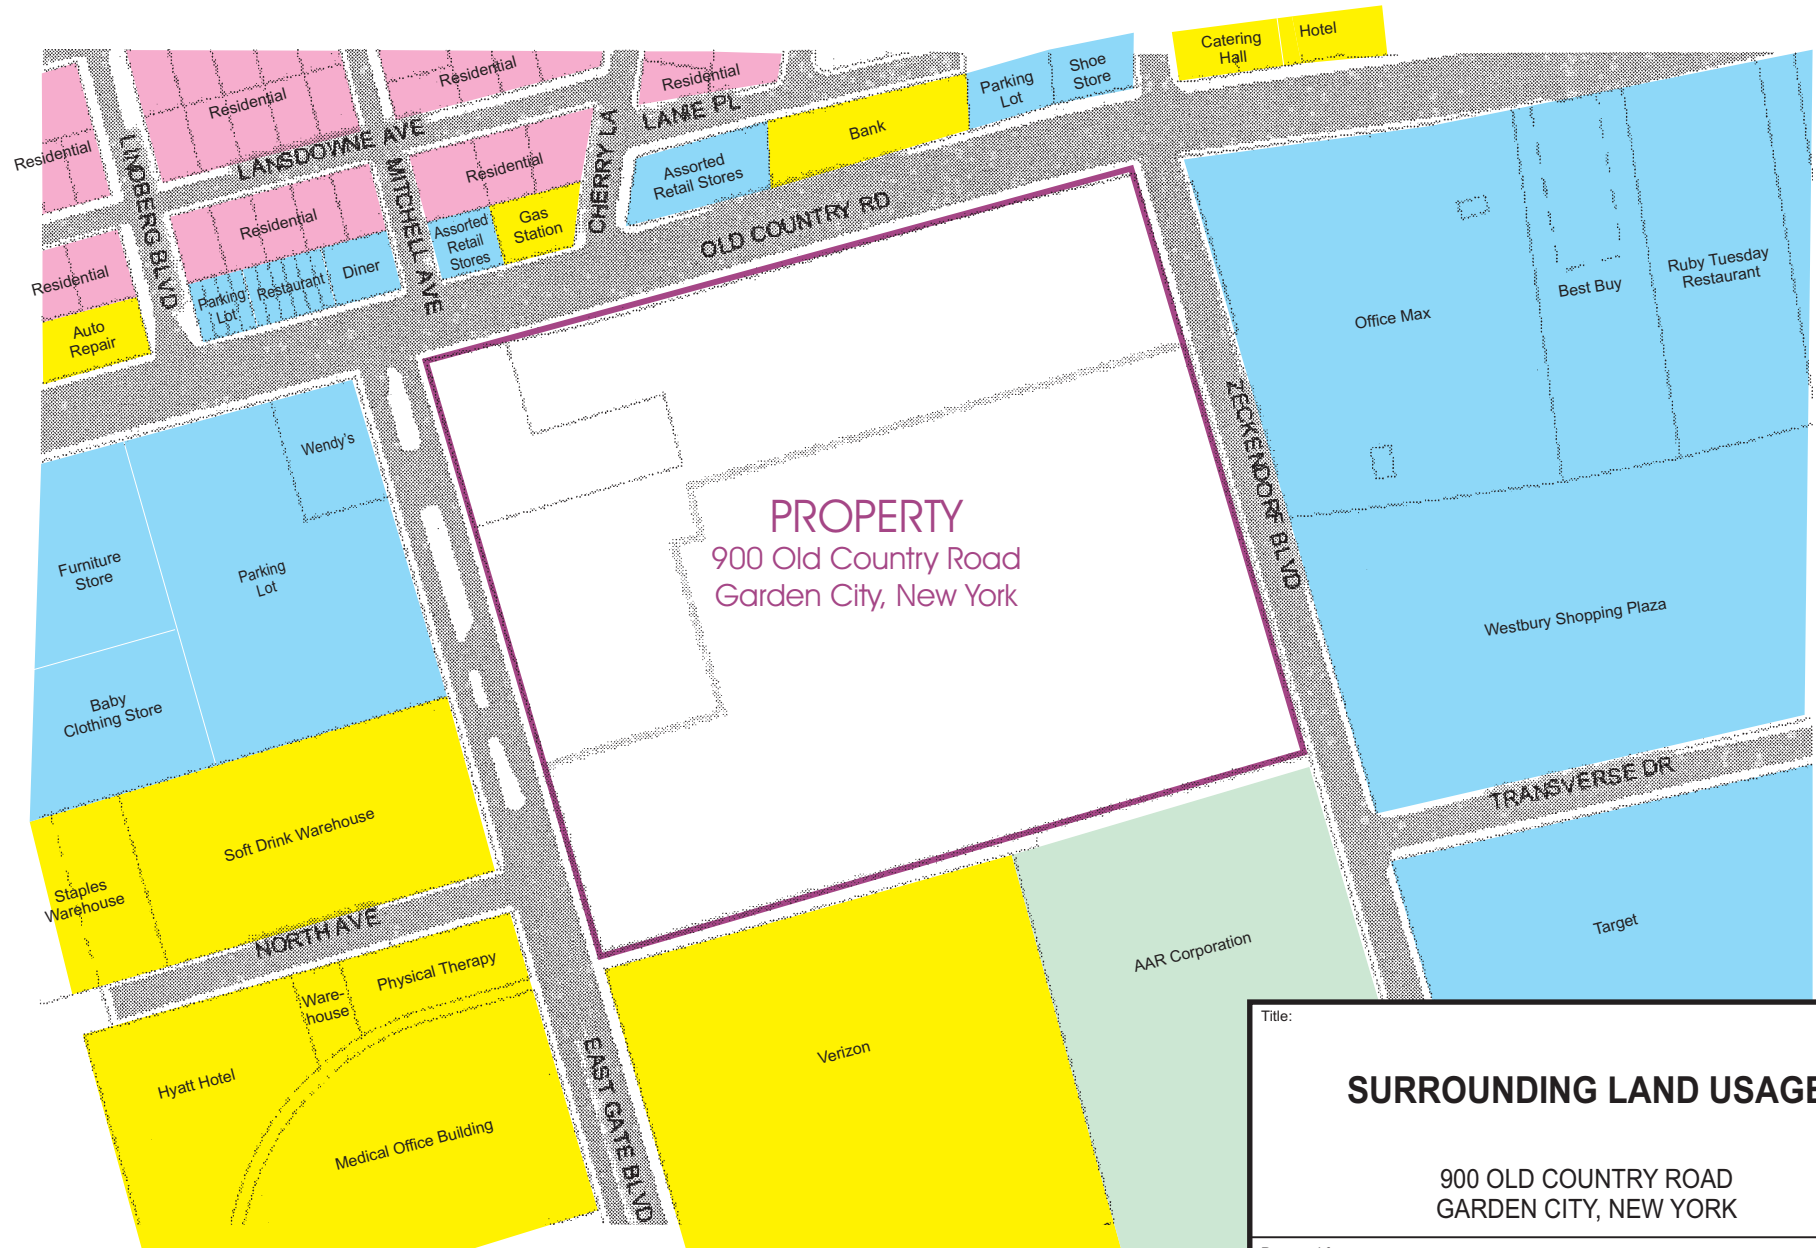 Catering
Hall
Hotel
Residential
Residential
Residential
Parking
Lot
Shoe
Store
Residential
LINDBERG BLVD
LANSDOWNE AVE
MITCHELL AVE
Residential
CHERRY LA
LANIE PL
Assorted
Retail Stores
Bank
Residential
Residential
Assorted
Retail
Stores
Gas
Station
OLD COUNTRY RD
Auto
Repair
Parking
Lot
Restaurant
Diner
Office Max
Best Buy
Ruby Tuesday
Restaurant
Wendy's
ZECKENDORF BLVD
Furniture
Store
Parking
Lot
PROPERTY
900 Old Country Road
Garden City, New York
Westbury Shopping Plaza
Baby
Clothing Store
TRANSVERSE DR
Soft Drink Warehouse
Staples
Warehouse
NORTH AVE
Target
AAR Corporation
Physical Therapy
Ware-
house
Hyatt Hotel
Verizon
EAST GATE BLVD
Medical Office Building
Title:
SURROUNDING LAND USAGE
900 OLD COUNTRY ROAD
GARDEN CITY, NEW YORK